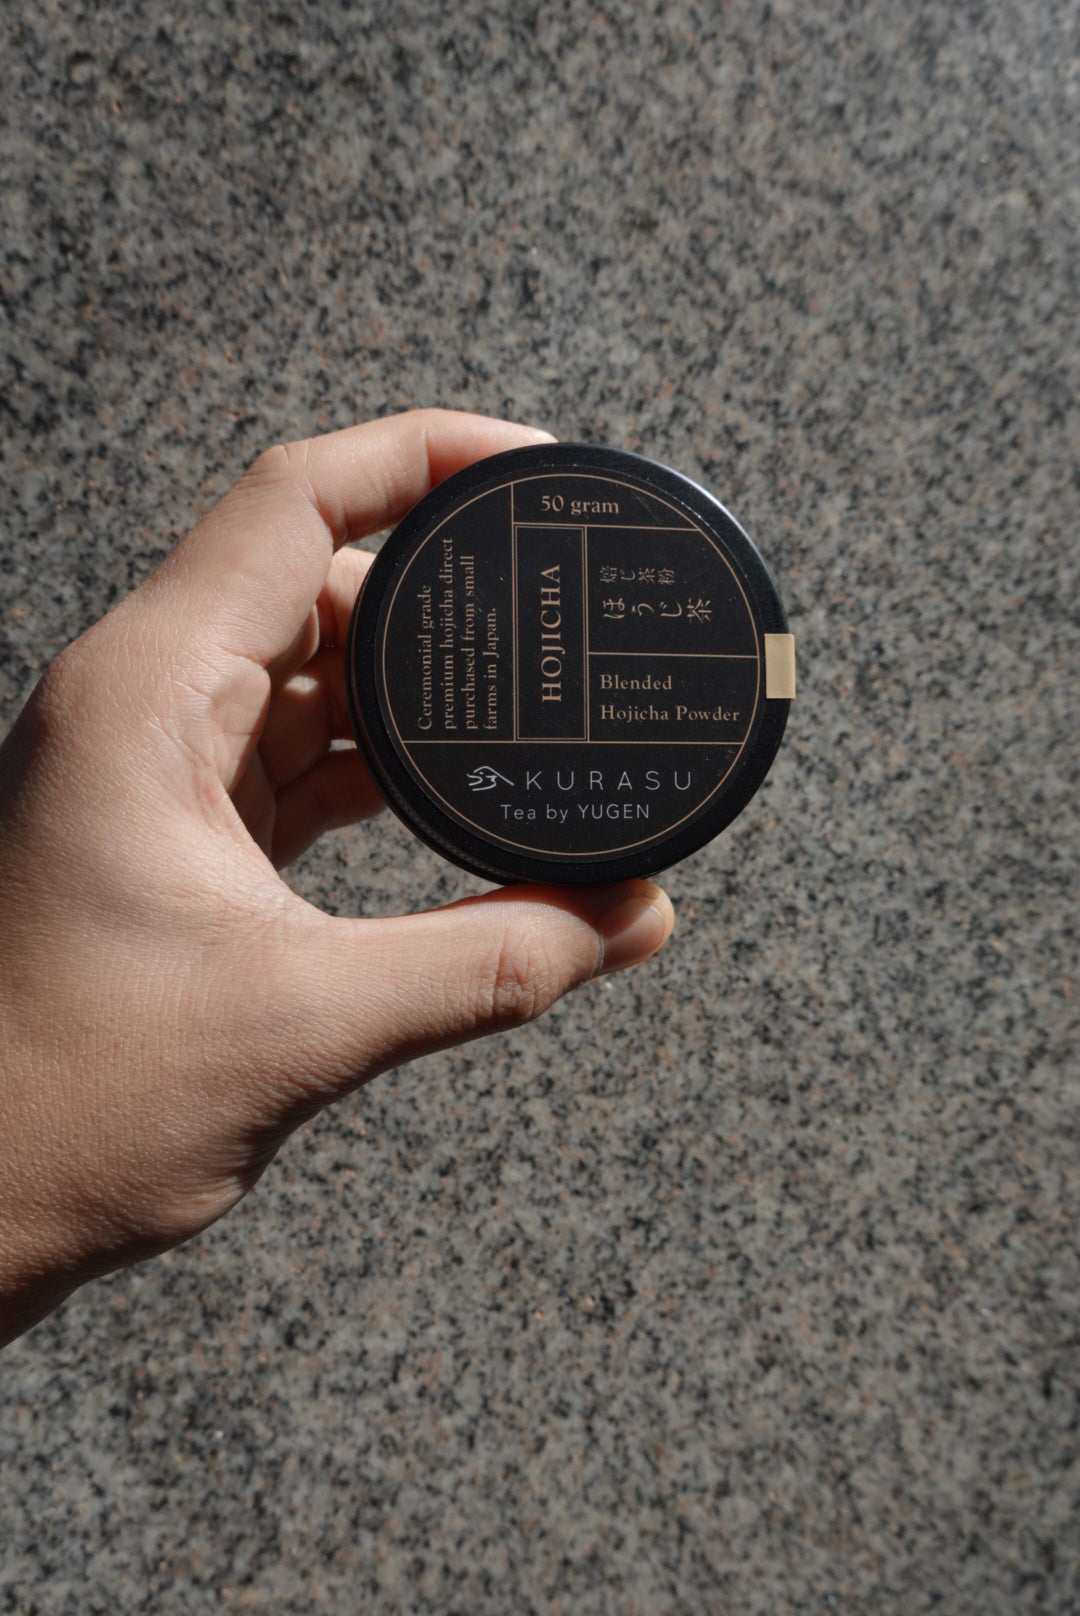 50 gram
Ceremonial grade
premium hojicha direct
purchased from small
farms in Japan.
HOJICHA
焙じ茶粉
ほうじ茶
Blended
Hojicha Powder
KURASU
Tea by YUGEN